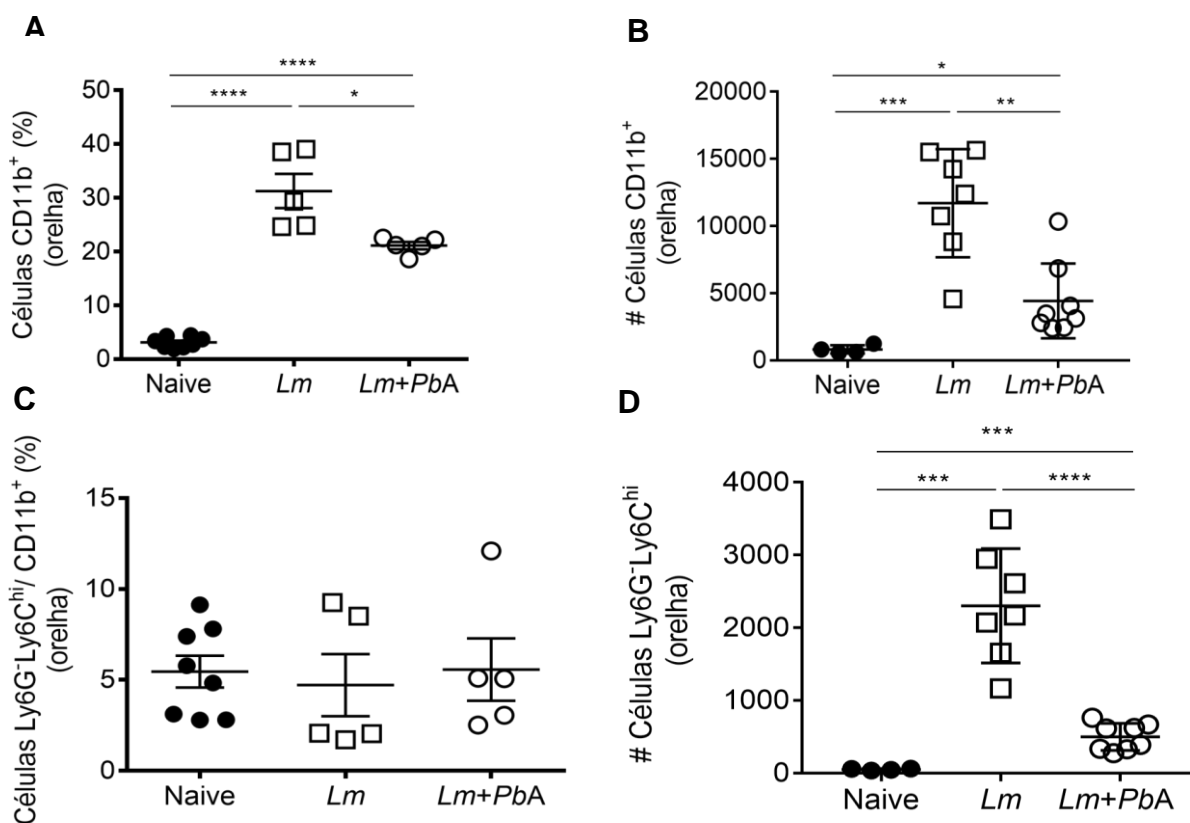 A
Células CD11b⁺ (%)
(orelha)
****
****
*
50
40
30
20
10
0
Naive
Lm
Lm+PbA
B
# Células CD11b⁺
(orelha)
*
***
**
20000
15000
10000
5000
0
Naive
Lm
Lm+PbA
C
Células Ly6G⁻Ly6Cʰⁱ/ CD11b⁺ (%)
(orelha)
15
10
5
0
Naive
Lm
Lm+PbA
D
# Células Ly6G⁻Ly6Cʰⁱ
(orelha)
***
***
****
4000
3000
2000
1000
0
Naive
Lm
Lm+PbA